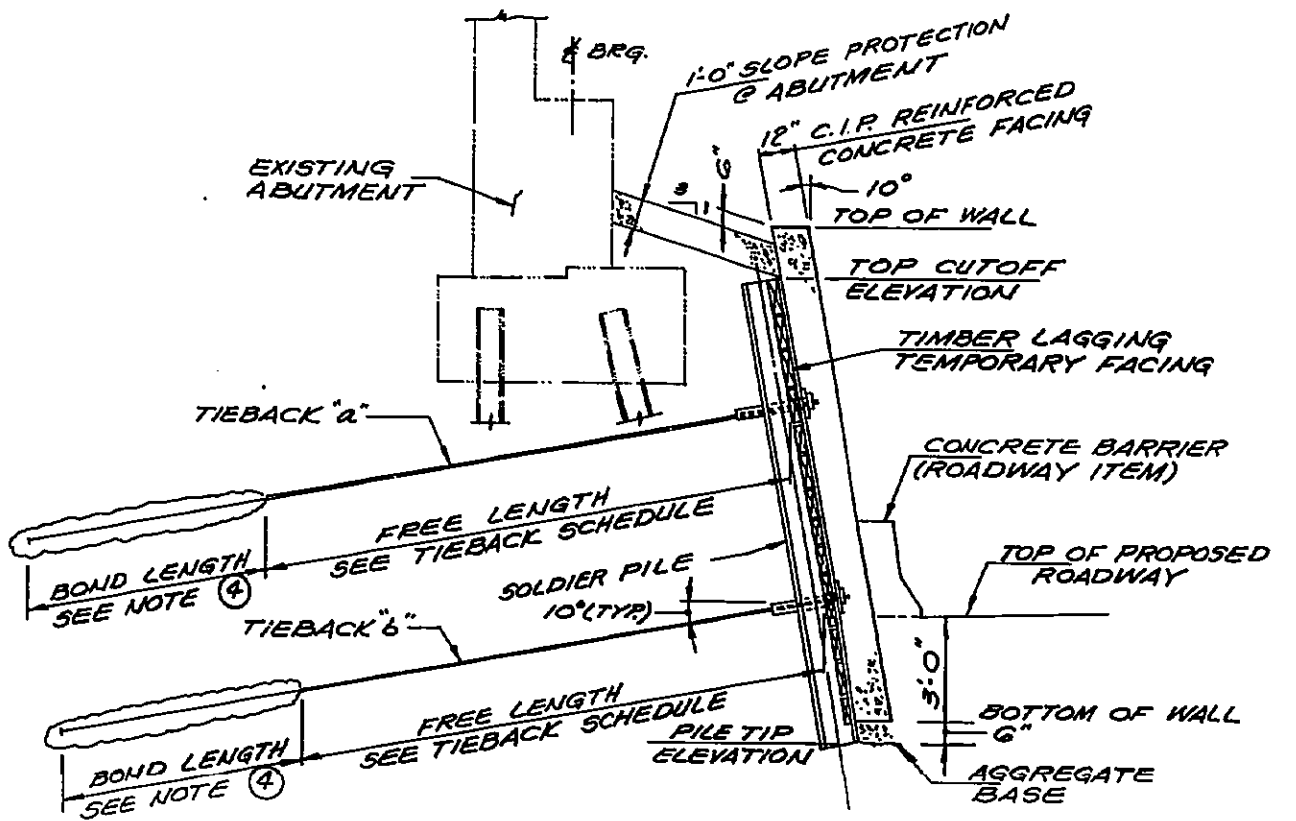 ℄ BRG.
1'-0" SLOPE PROTECTION
@ ABUTMENT
12" C.I.P. REINFORCED
CONCRETE FACING
EXISTING
ABUTMENT
6"
3
1
10°
TOP OF WALL
TOP CUTOFF
ELEVATION
TIMBER LAGGING
TEMPORARY FACING
TIEBACK "a"
CONCRETE BARRIER
(ROADWAY ITEM)
FREE LENGTH
SEE TIEBACK SCHEDULE
BOND LENGTH
SEE NOTE 4
SOLDIER PILE
10° (TYP.)
TOP OF PROPOSED
ROADWAY
TIEBACK "b"
3'-0"
FREE LENGTH
SEE TIEBACK SCHEDULE
PILE TIP
ELEVATION
BOTTOM OF WALL
6"
BOND LENGTH
SEE NOTE 4
AGGREGATE
BASE